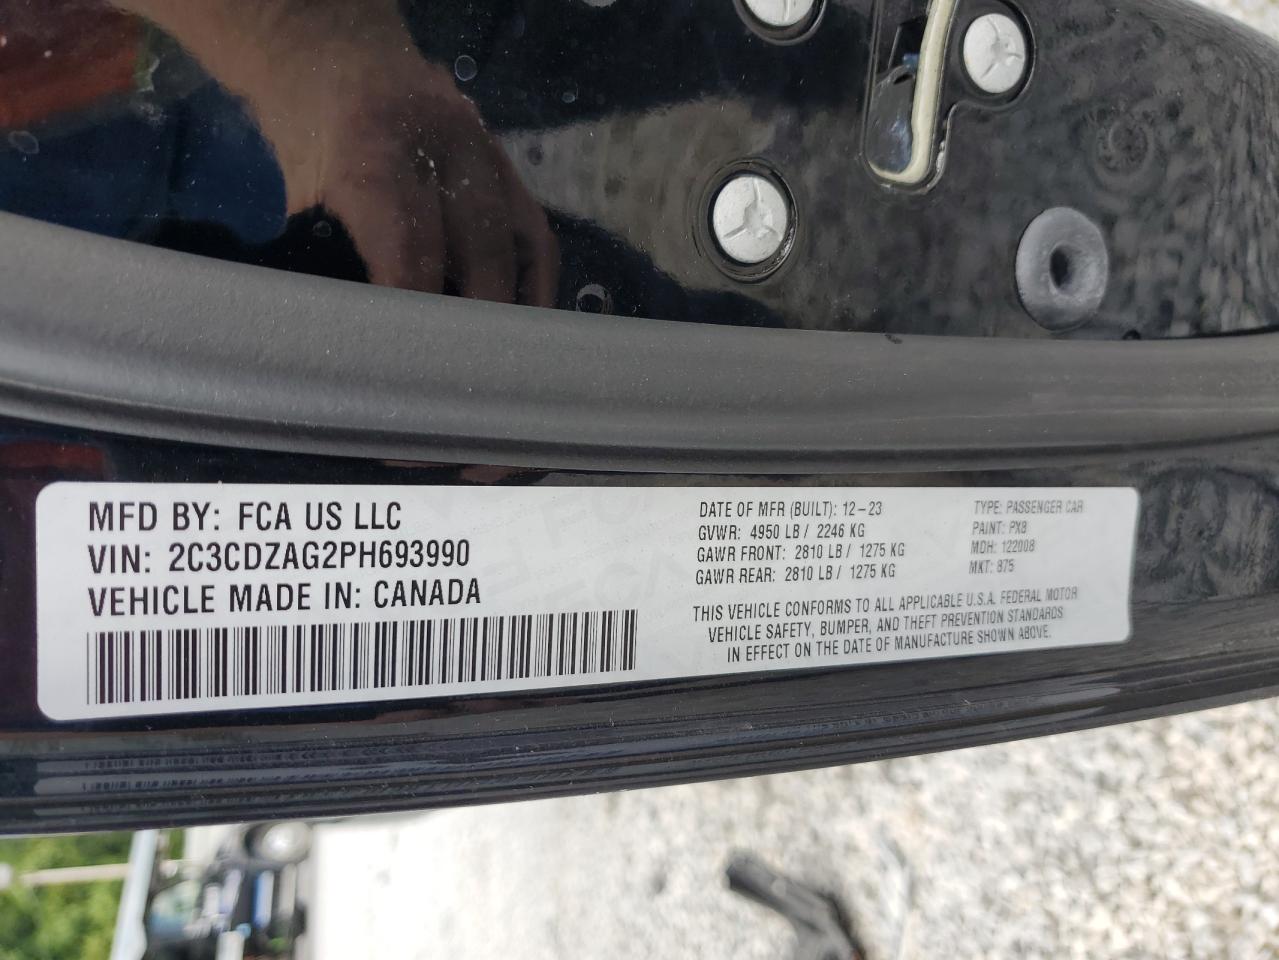 MFD BY: FCA US LLC
VIN: 2C3CDZAG2PH693990
VEHICLE MADE IN: CANADA
DATE OF MFR (BUILT): 12-23
GVWR: 4950 LB / 2246 KG
GAWR FRONT: 2810 LB / 1275 KG
GAWR REAR: 2810 LB / 1275 KG
TYPE: PASSENGER CAR
PAINT: PX8
MDH: 122008
MKT: 875
THIS VEHICLE CONFORMS TO ALL APPLICABLE U.S.A. FEDERAL MOTOR
VEHICLE SAFETY, BUMPER, AND THEFT PREVENTION STANDARDS
IN EFFECT ON THE DATE OF MANUFACTURE SHOWN ABOVE.